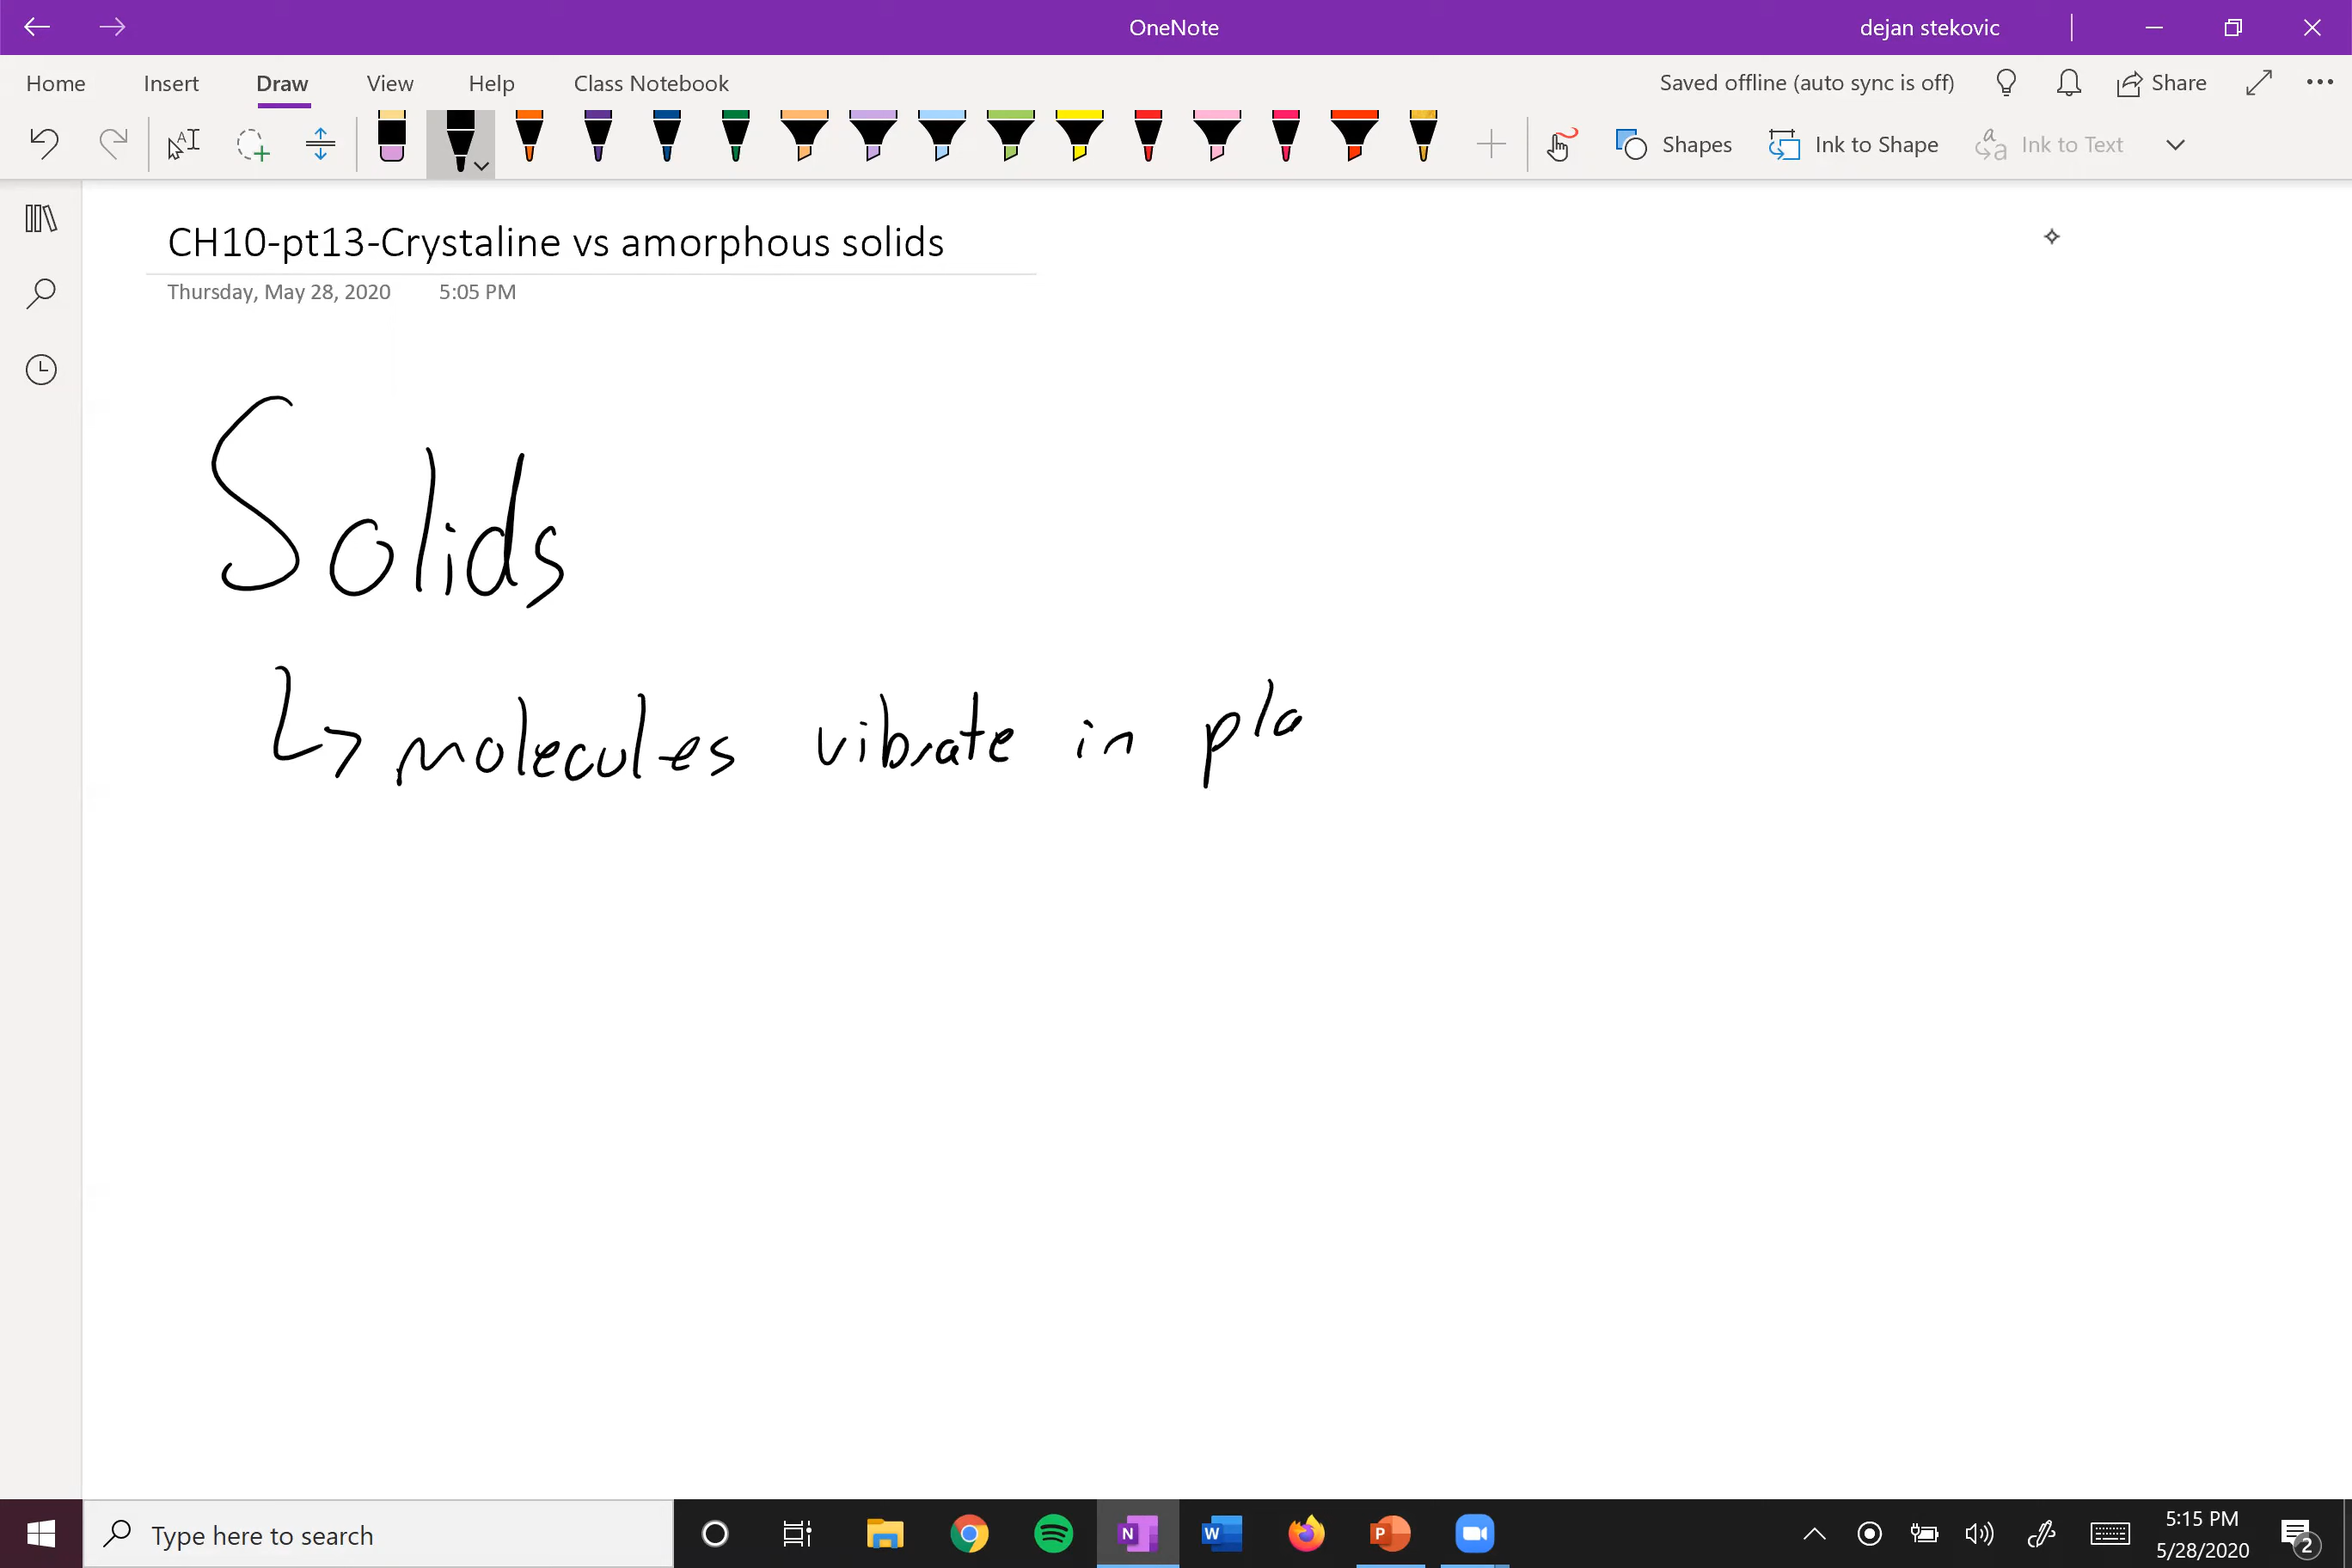 OneNote
dejan stekovic
Home Insert Draw View Help Class Notebook
Saved offline (auto sync is off) Share
Shapes Ink to Shape Ink to Text
CH10-pt13-Crystaline vs amorphous solids
Thursday, May 28, 2020 5:05 PM
Solids
↳ molecules vibrate in pla
Type here to search
5:15 PM
5/28/2020
2